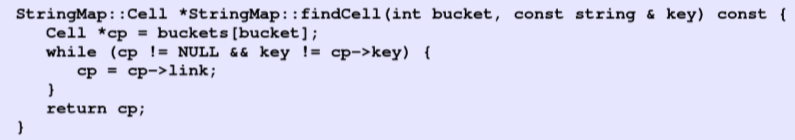 StringMap::Cell *StringMap::findCell(int bucket, const string & key) const {
   Cell *cp = buckets[bucket];
   while (cp != NULL && key != cp->key) {
      cp = cp->link;
   }
   return cp;
}